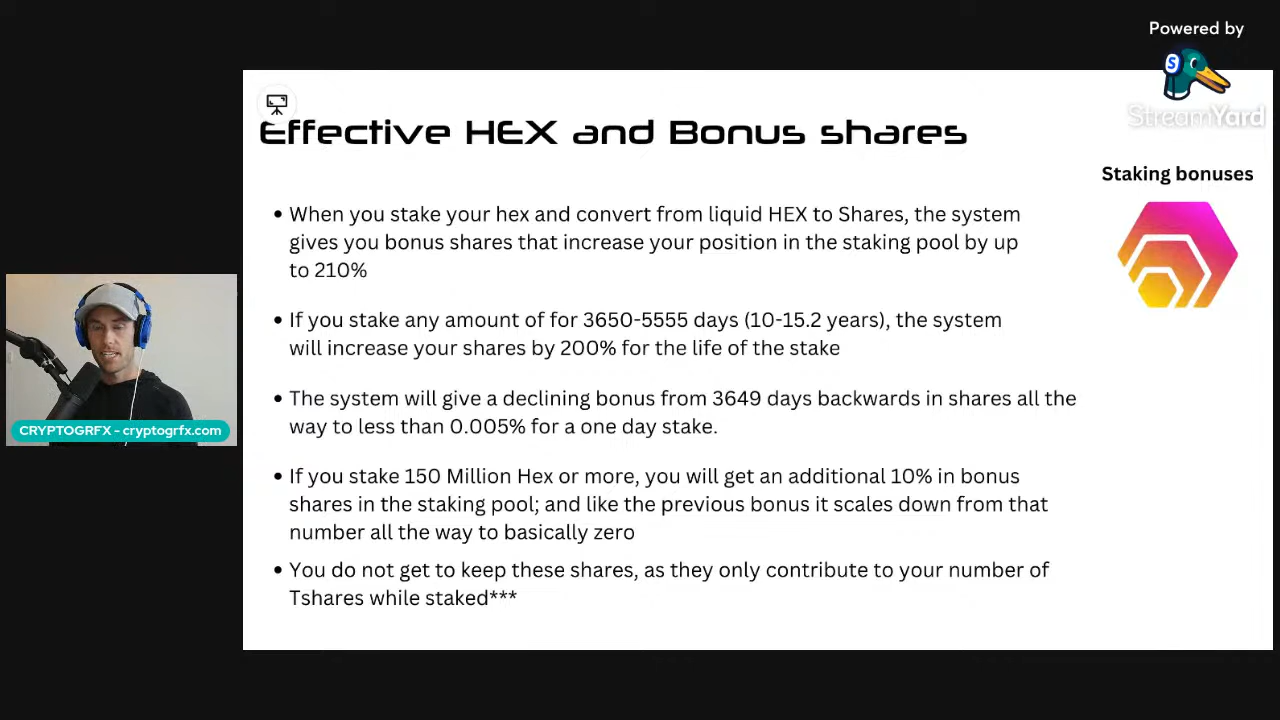 Powered by
S
StreamYard
Effective HEX and Bonus shares
Staking bonuses
• When you stake your hex and convert from liquid HEX to Shares, the system
gives you bonus shares that increase your position in the staking pool by up
to 210%
• If you stake any amount of for 3650-5555 days (10-15.2 years), the system
will increase your shares by 200% for the life of the stake
• The system will give a declining bonus from 3649 days backwards in shares all the
way to less than 0.005% for a one day stake.
• If you stake 150 Million Hex or more, you will get an additional 10% in bonus
shares in the staking pool; and like the previous bonus it scales down from that
number all the way to basically zero
• You do not get to keep these shares, as they only contribute to your number of
Tshares while staked***
CRYPTOGRFX - cryptogrfx.com